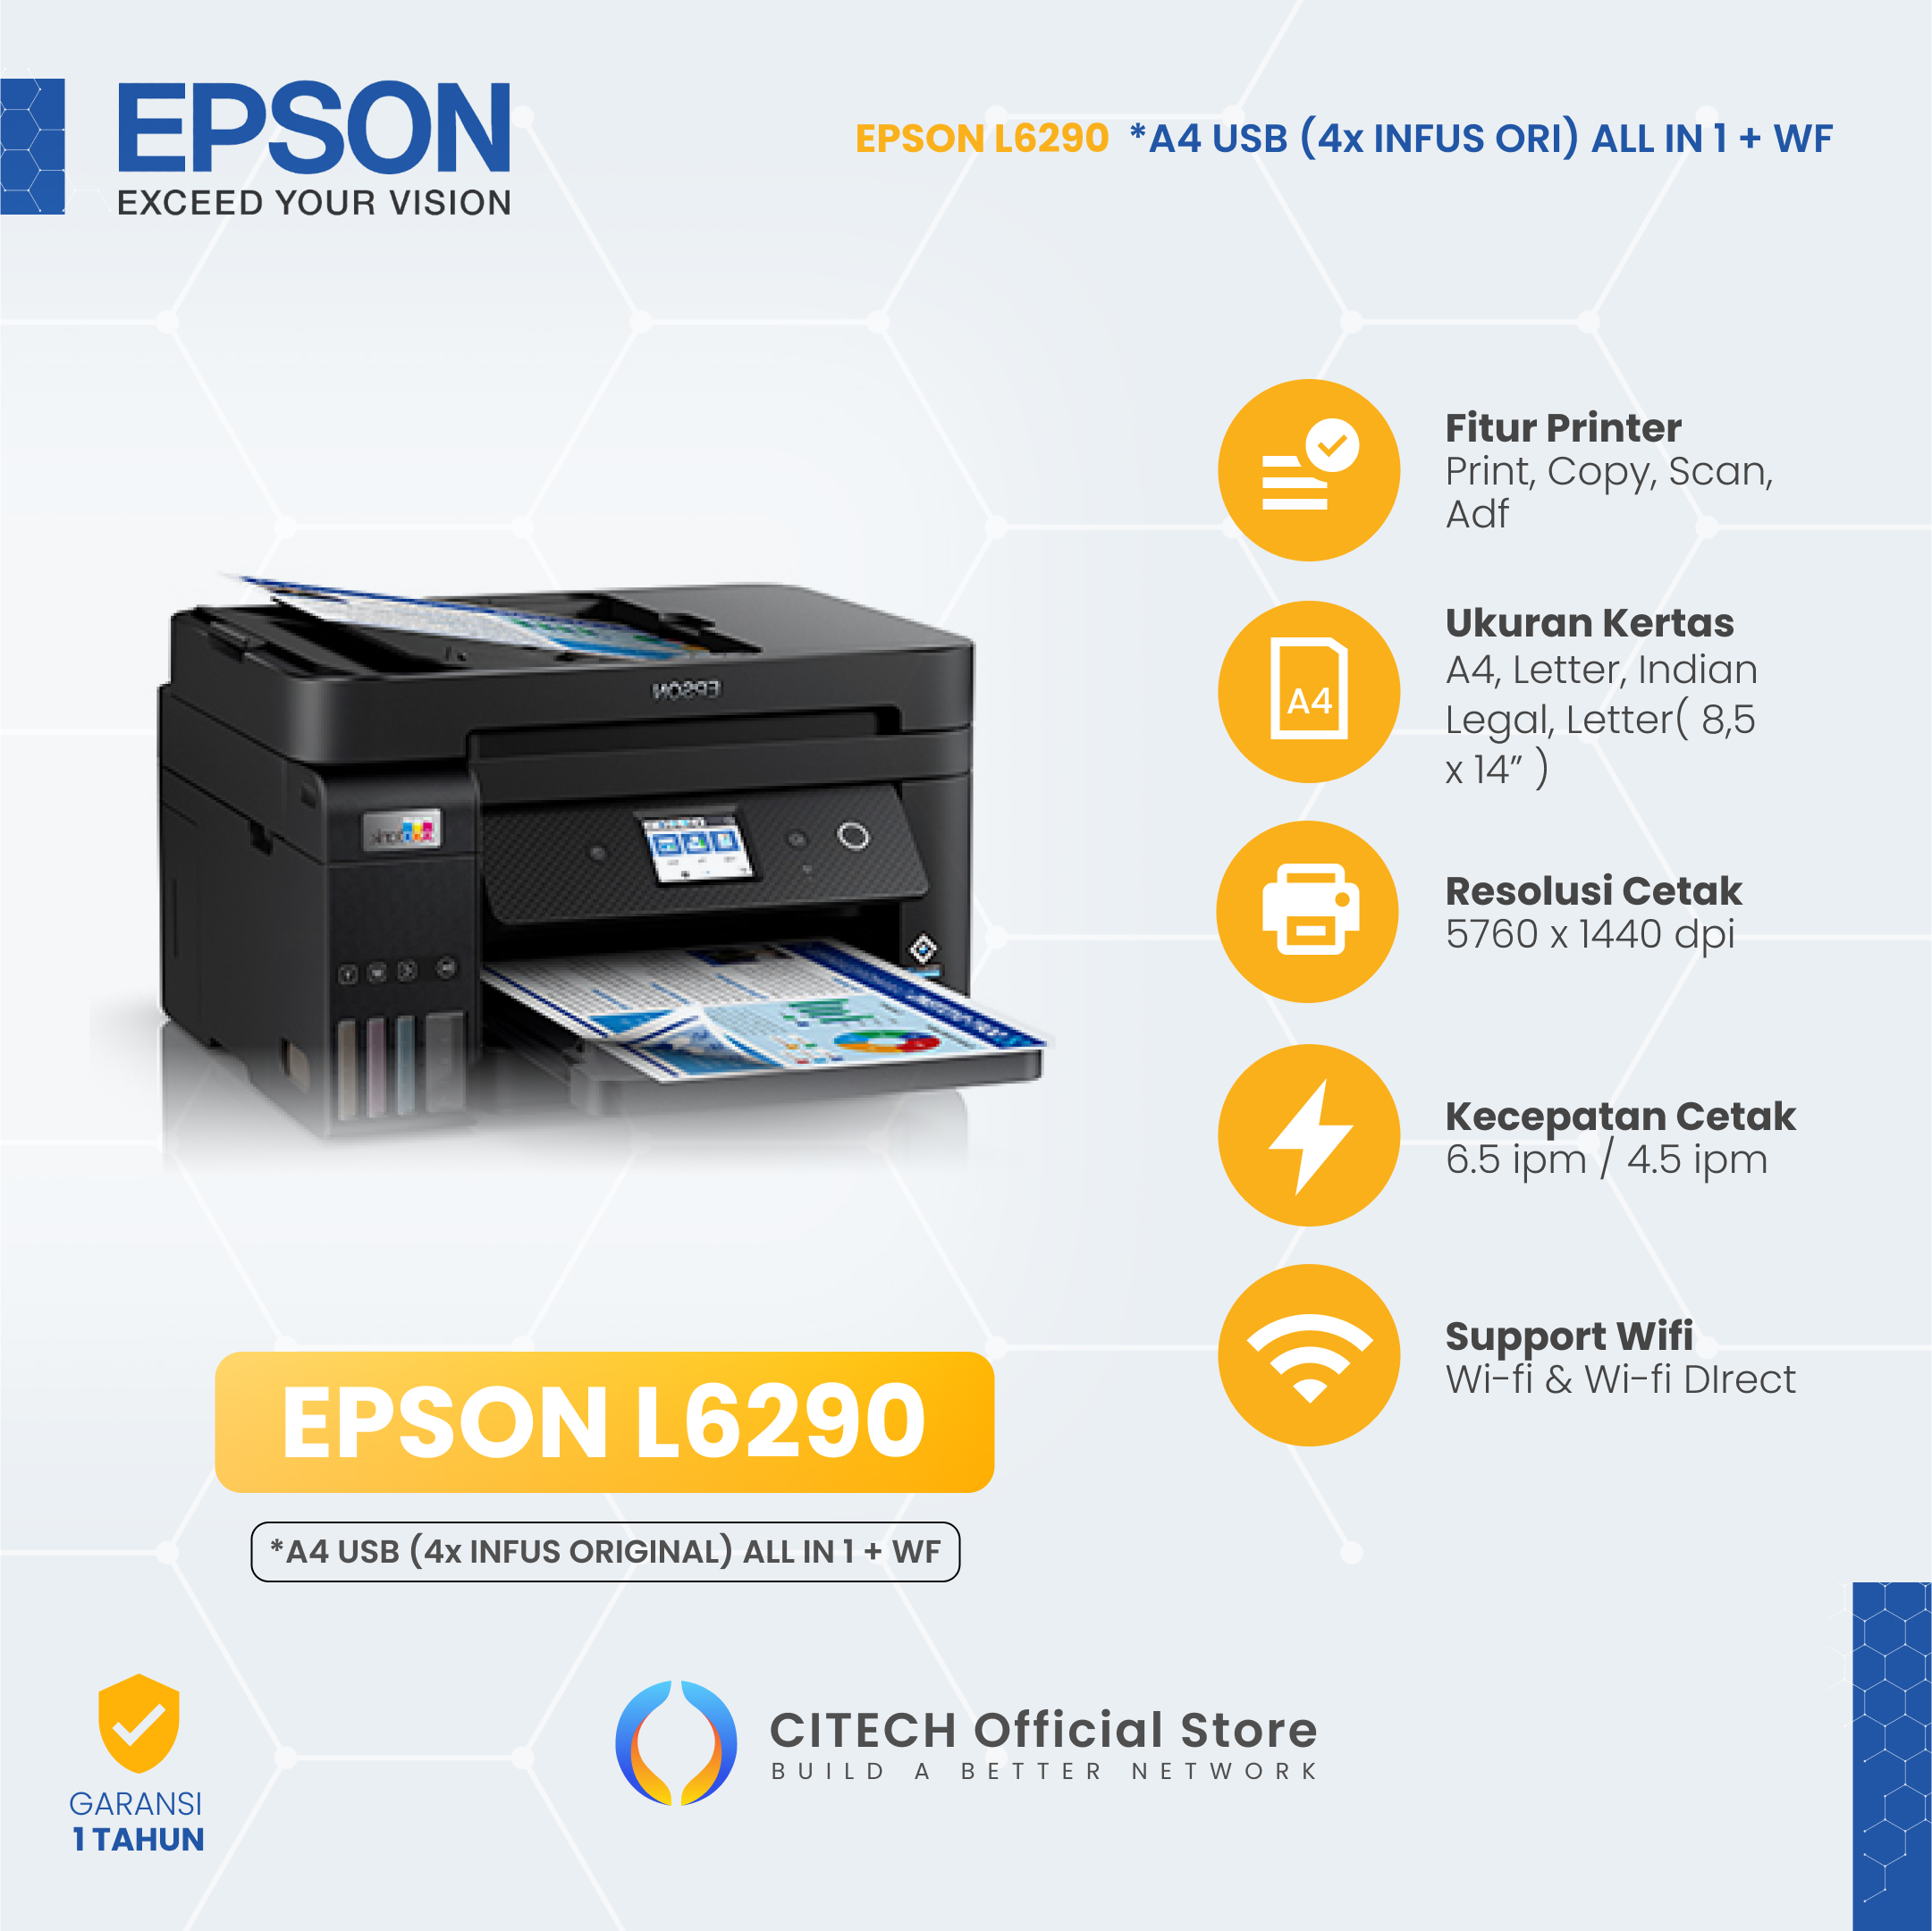 EPSON
EXCEED YOUR VISION
EPSON L6290 *A4 USB (4x INFUS ORI) ALL IN 1 + WF
Fitur Printer
Print, Copy, Scan,
Adf
A4
Ukuran Kertas
A4, Letter, Indian
Legal, Letter( 8,5
x 14” )
Resolusi Cetak
5760 x 1440 dpi
Kecepatan Cetak
6.5 ipm / 4.5 ipm
Support Wifi
Wi-fi & Wi-fi DIrect
EPSON
EPSON L6290
*A4 USB (4x INFUS ORIGINAL) ALL IN 1 + WF
GARANSI
1 TAHUN
CITECH Official Store
BUILD A BETTER NETWORK